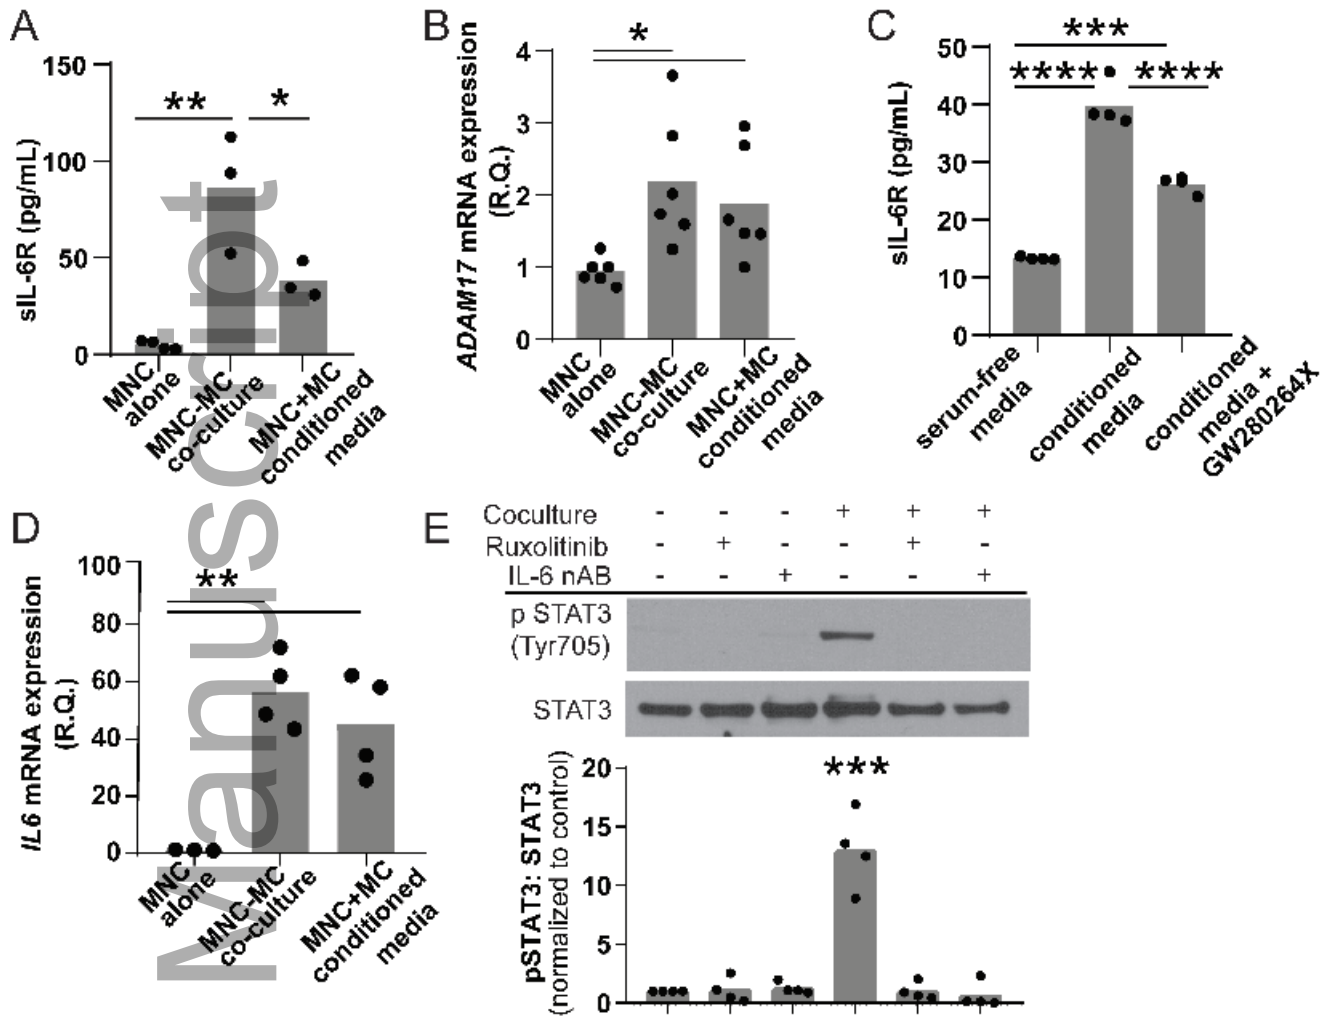 A
sIL-6R (pg/mL)
150
100
50
0
**
*
MNC
alone
MNC-MC
co-culture
MNC+MC
conditioned
media
B
ADAM17 mRNA expression
(R.Q.)
4
3
2
1
0
*
MNC
alone
MNC-MC
co-culture
MNC+MC
conditioned
media
C
sIL-6R (pg/mL)
50
40
30
20
10
0
***
**** ****
serum-free
media
conditioned
media
conditioned
media +
GW280264X
D
IL6 mRNA expression
(R.Q.)
100
80
60
40
20
0
**
MNC
alone
MNC-MC
co-culture
MNC+MC
conditioned
media
E
Coculture - - - + + +
Ruxolitinib - + - - + -
IL-6 nAB - - + - - +
p STAT3
(Tyr705)
STAT3
pSTAT3: STAT3
(normalized to control)
20
15
10
5
0
***
Manuscript